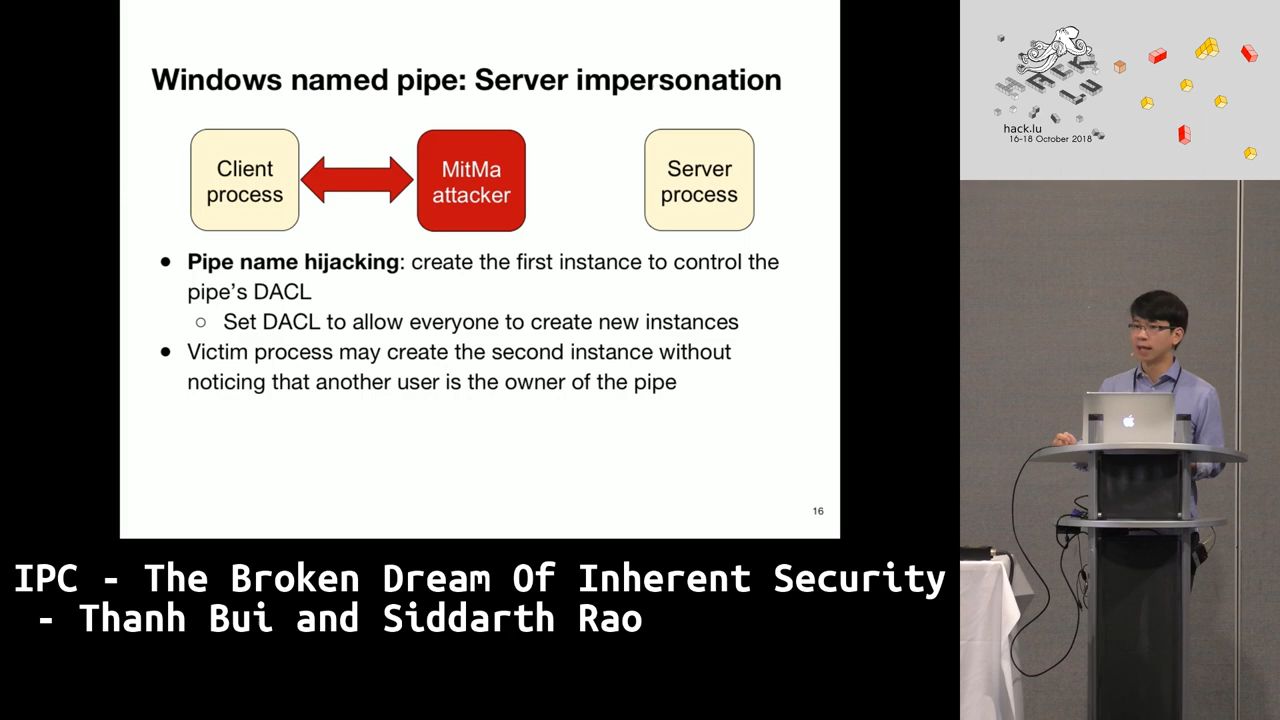 Windows named pipe: Server impersonation
Client
process
MitMa
attacker
Server
process
● Pipe name hijacking: create the first instance to control the
pipe's DACL
○ Set DACL to allow everyone to create new instances
● Victim process may create the second instance without
noticing that another user is the owner of the pipe
16
HACK
LU
hack.lu
16-18 October 2018
IPC - The Broken Dream Of Inherent Security
- Thanh Bui and Siddarth Rao